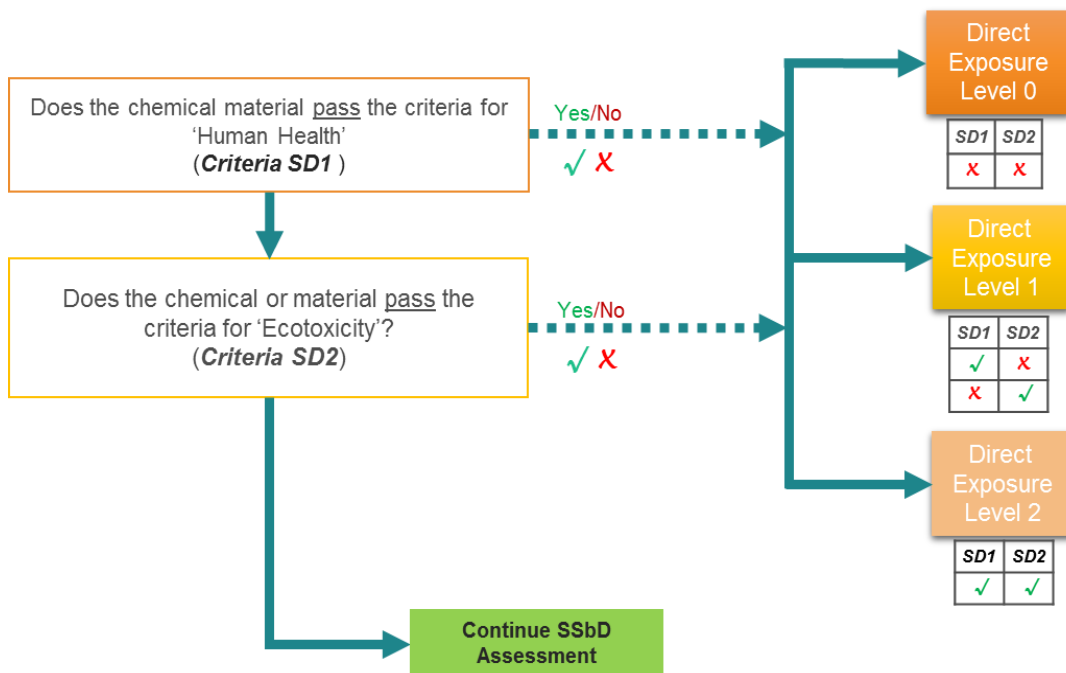 Does the chemical material pass the criteria for
‘Human Health’
(Criteria SD1 )
Yes/No
√ x
Does the chemical or material pass the
criteria for ‘Ecotoxicity’?
(Criteria SD2)
Yes/No
√ x
Continue SSbD
Assessment
Direct
Exposure
Level 0
SD1 SD2
x x
Direct
Exposure
Level 1
SD1 SD2
√ x
x √
Direct
Exposure
Level 2
SD1 SD2
√ √